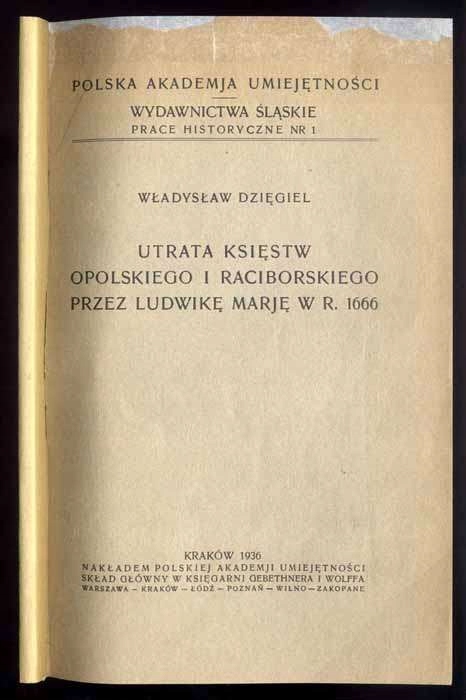 POLSKA AKADEMJA UMIEJĘTNOŚCI
WYDAWNICTWA ŚLĄSKIE
PRACE HISTORYCZNE NR 1
WŁADYSŁAW DZIĘGIEL
UTRATA KSIĘSTW
OPOLSKIEGO I RACIBORSKIEGO
PRZEZ LUDWIKĘ MARJĘ W R. 1666
KRAKÓW 1936
NAKŁADEM POLSKIEJ AKADEMJI UMIEJĘTNOŚCI
SKŁAD GŁÓWNY W KSIĘGARNI GEBETHNERA I WOLFFA
WARSZAWA — KRAKÓW — ŁÓDŹ — POZNAŃ — WILNO — ZAKOPANE